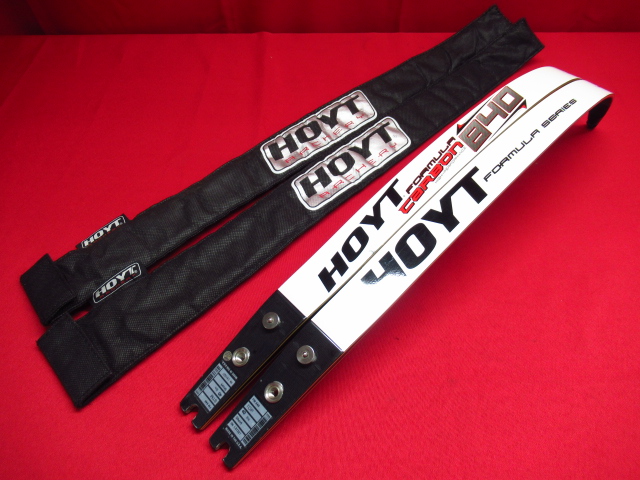 HOYT
ARCHERY
HOYT
ARCHERY
HOYT
HOYT
HOYT FORMULA CARBON 840
HOYT FORMULA SERIES